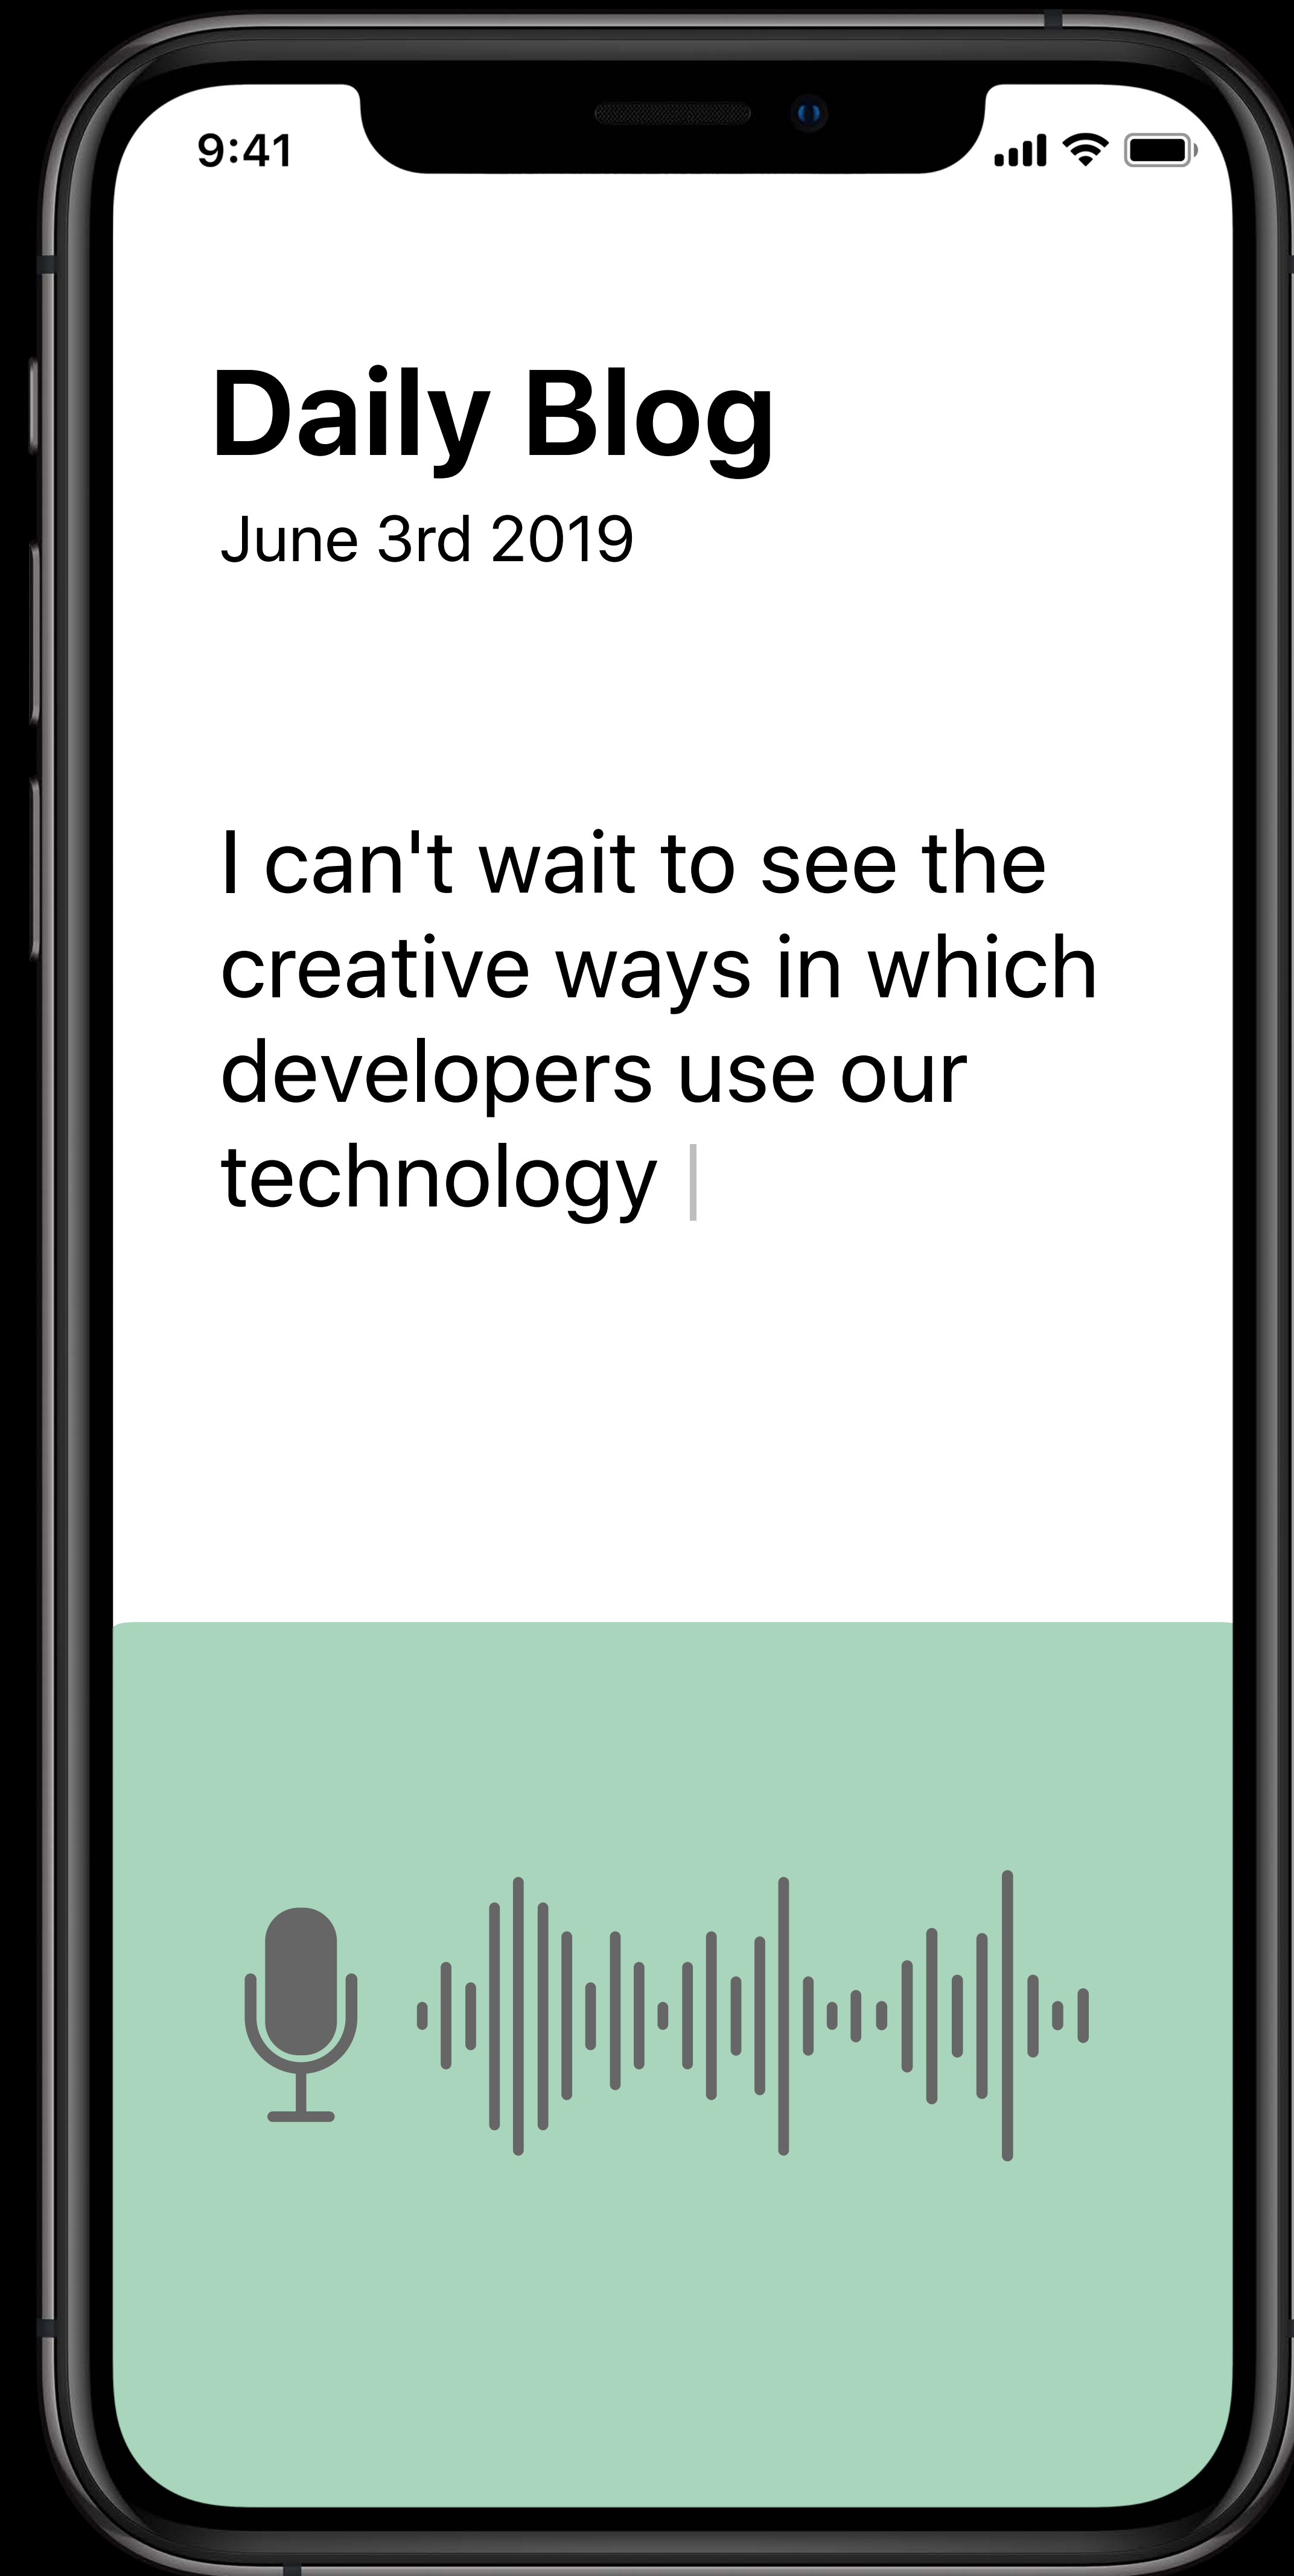 9:41
Daily Blog
June 3rd 2019
I can't wait to see the
creative ways in which
developers use our
technology